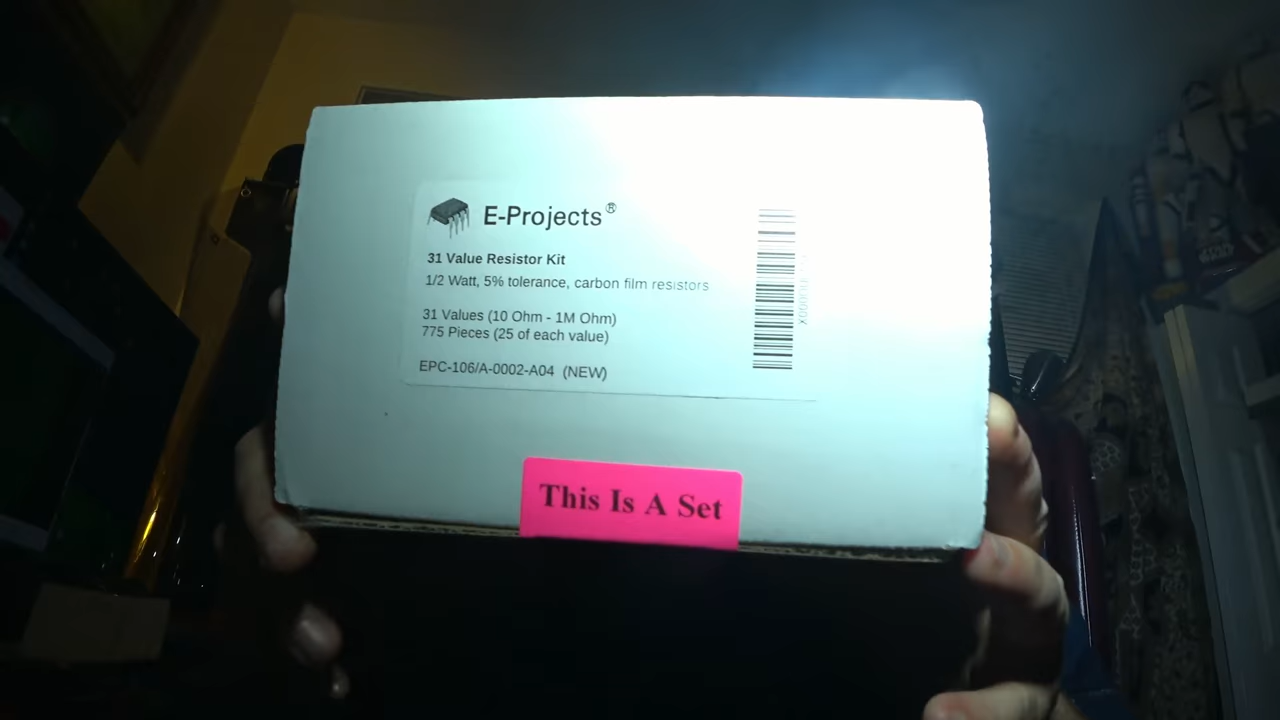 E-Projects®
31 Value Resistor Kit
1/2 Watt, 5% tolerance, carbon film resistors
31 Values (10 Ohm - 1M Ohm)
775 Pieces (25 of each value)
EPC-106/A-0002-A04 (NEW)
This Is A Set